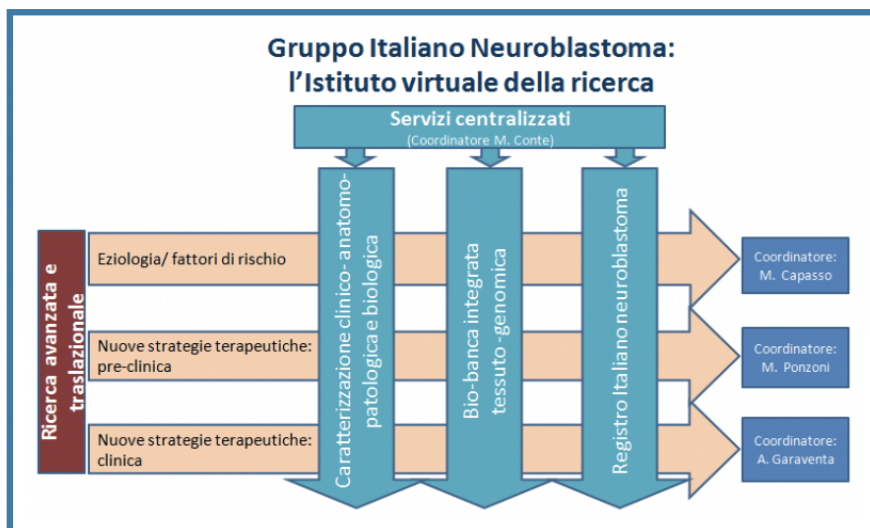 Gruppo Italiano Neuroblastoma:
l'Istituto virtuale della ricerca
Servizi centralizzati
(Coordinatore M. Conte)
Caratterizzazione clinico- anatomo-
patologica e biologica
Bio-banca integrata
tessuto -genomica
Registro Italiano neuroblastoma
Ricerca avanzata e
traslazionale
Eziologia/ fattori di rischio
Coordinatore:
M. Capasso
Nuove strategie terapeutiche:
pre-clinica
Coordinatore:
M. Ponzoni
Nuove strategie terapeutiche:
clinica
Coordinatore:
A. Garaventa